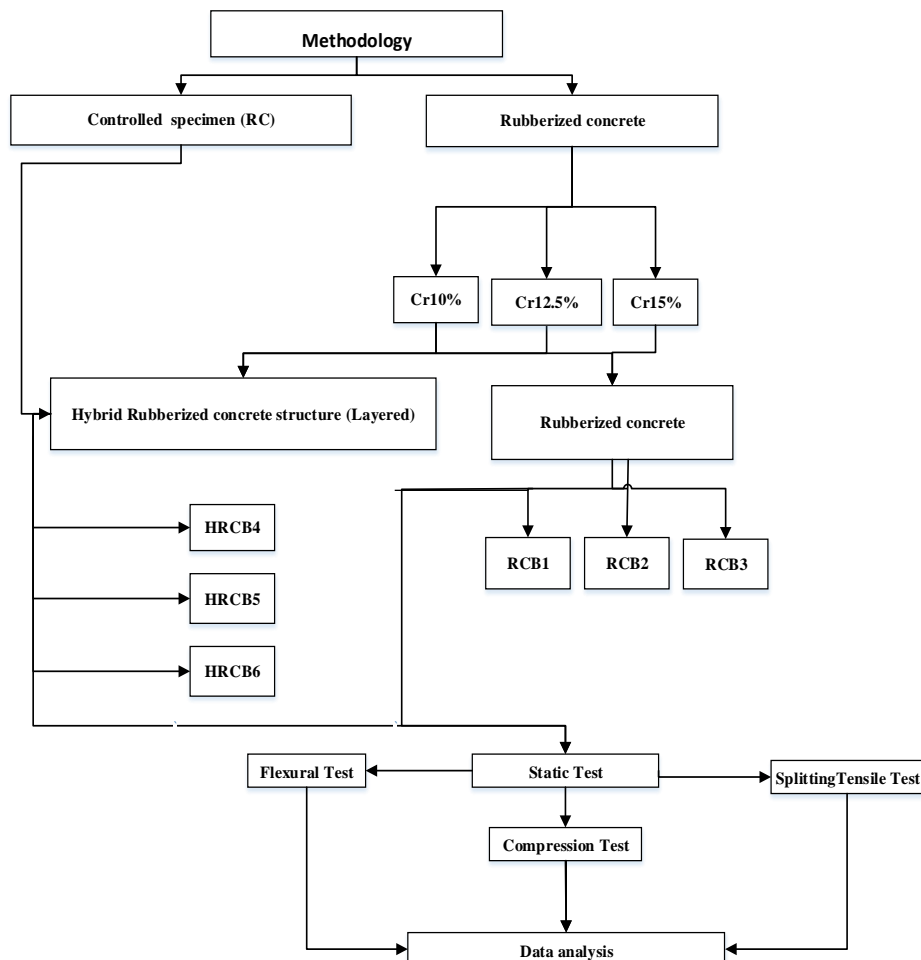 Methodology
Controlled specimen (RC)
Rubberized concrete
Cr10%
Cr12.5%
Cr15%
Hybrid Rubberized concrete structure (Layered)
Rubberized concrete
HRCB4
RCB1
RCB2
RCB3
HRCB5
HRCB6
Flexural Test
Static Test
SplittingTensile Test
Compression Test
Data analysis